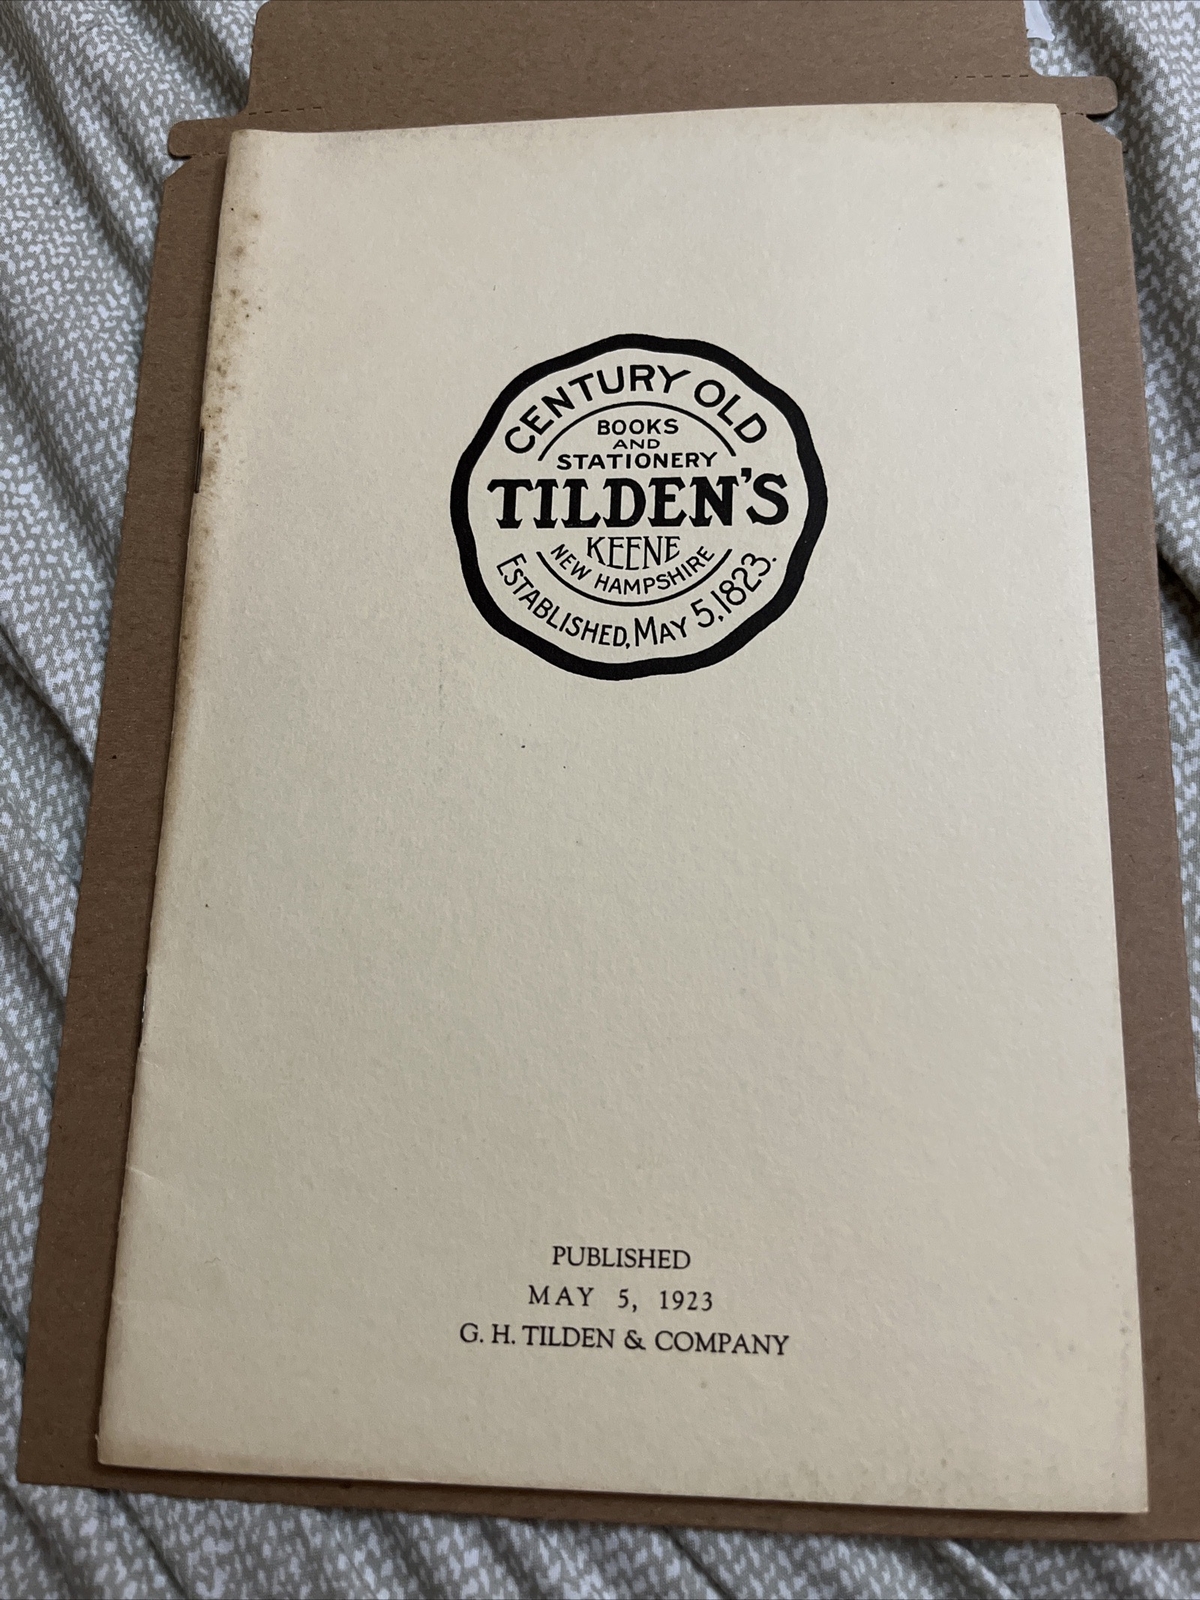 CENTURY OLD
BOOKS
AND
STATIONERY
TILDEN'S
KEENE
NEW HAMPSHIRE
ESTABLISHED, MAY 5, 1823.
PUBLISHED
MAY 5, 1923
G. H. TILDEN & COMPANY